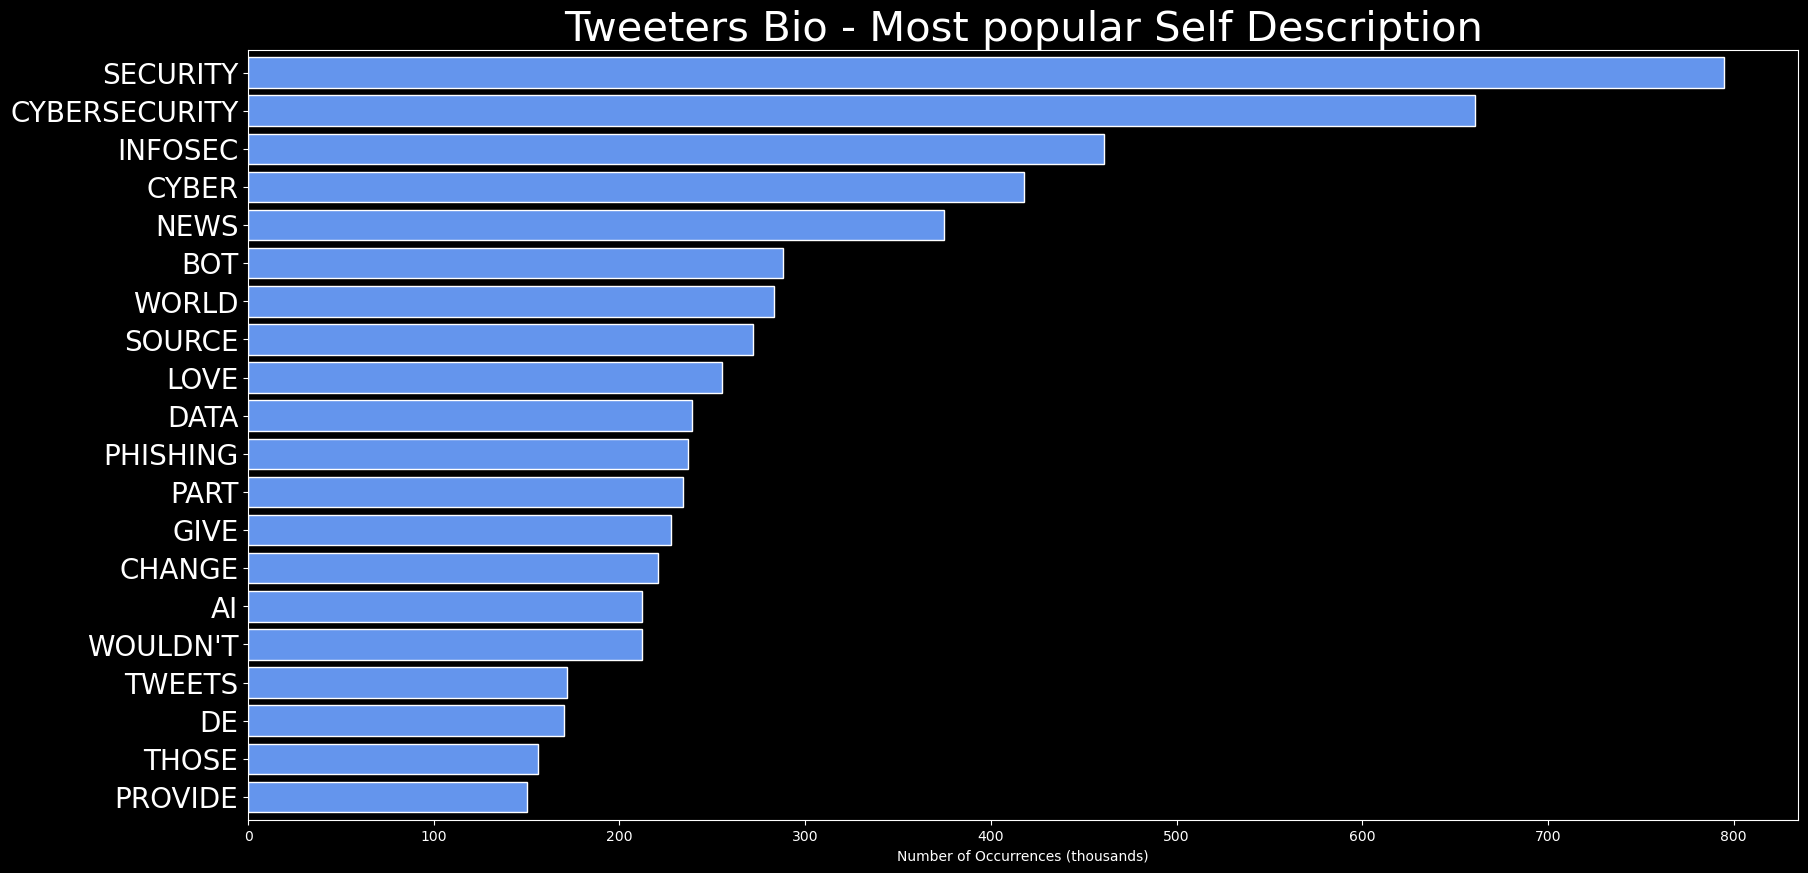 Tweeters Bio - Most popular Self Description
SECURITY
CYBERSECURITY
INFOSEC
CYBER
NEWS
BOT
WORLD
SOURCE
LOVE
DATA
PHISHING
PART
GIVE
CHANGE
AI
WOULDN'T
TWEETS
DE
THOSE
PROVIDE
0 100 200 300 400 500 600 700 800
Number of Occurrences (thousands)